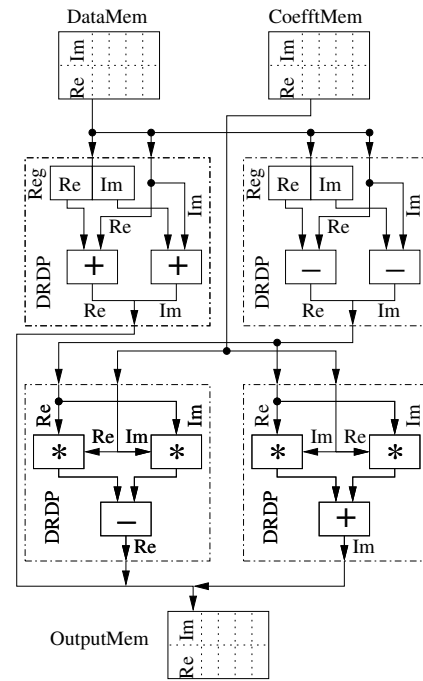 DataMem
CoefftMem
Re Im
Re Im
Reg
Re Im
Re
Im
+ +
DRDP
Re Im
Reg
Re Im
Re
Im
− −
DRDP
Re Im
Re
Im
* Re Im *
DRDP
−
Re
Re
Im
* Im Re *
DRDP
+
Im
OutputMem
Re Im